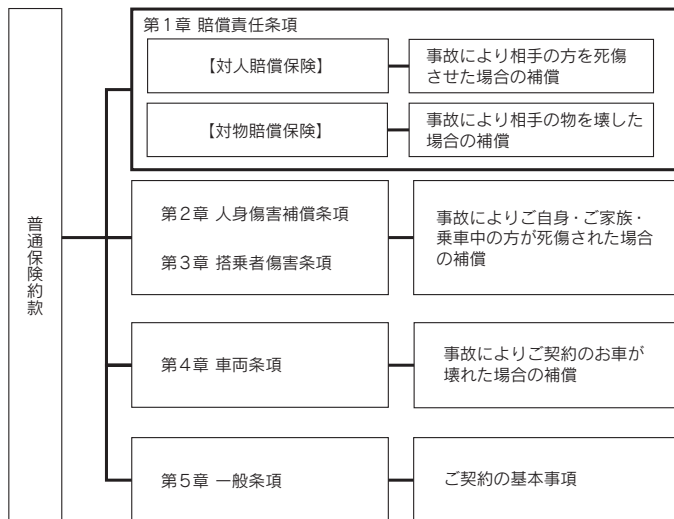 普通保険約款
第1章 賠償責任条項
【対人賠償保険】
事故により相手の方を死傷
させた場合の補償
【対物賠償保険】
事故により相手の物を壊した
場合の補償
第2章 人身傷害補償条項
第3章 搭乗者傷害条項
事故によりご自身・ご家族・
乗車中の方が死傷された場合
の補償
第4章 車両条項
事故によりご契約のお車が
壊れた場合の補償
第5章 一般条項
ご契約の基本事項